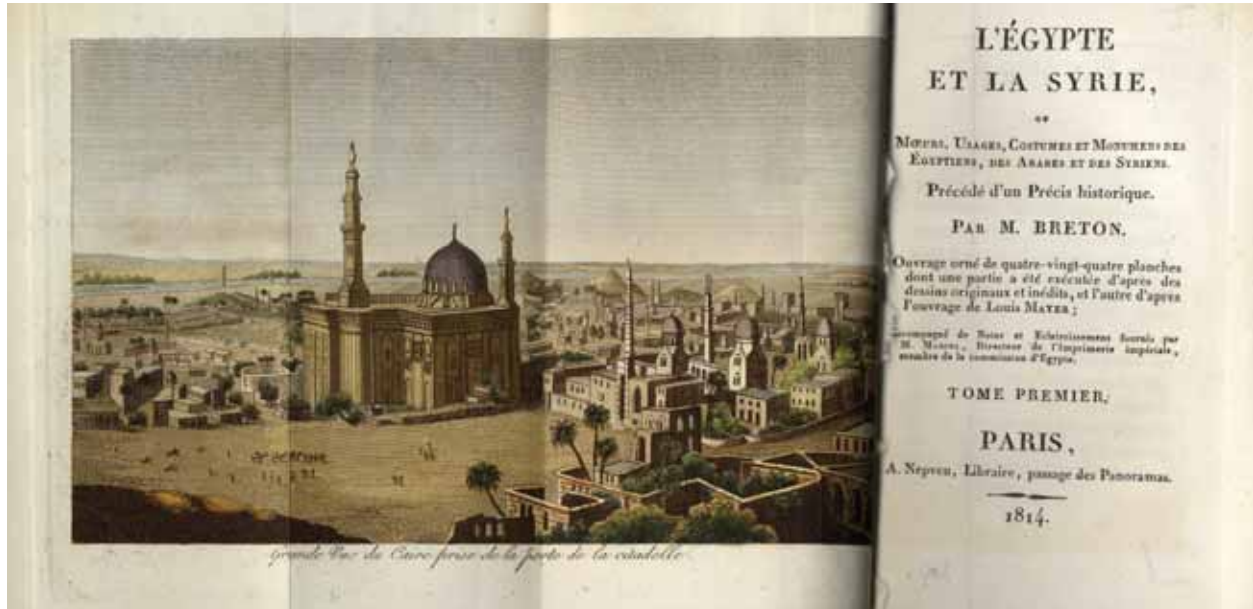 Grande Vue du Caire prise de la porte de la citadelle
L'ÉGYPTE
ET LA SYRIE,
OU
MŒURS, USAGES, COSTUMES ET MONUMENS DES
ÉGYPTIENS, DES ARABES ET DES SYRIENS.
Précédé d'un Précis historique.
PAR M. BRETON.
Ouvrage orné de quatre-vingt-quatre planches
dont une partie a été exécutée d'après des
dessins originaux et inédits, et l'autre d'après
l'ouvrage de Louis MAYER;
accompagné de Notes et Eclaircissemens fournis par
M. MARCEL, Directeur de l'Imprimerie impériale,
membre de la commission d'Egypte.
TOME PREMIER.
PARIS,
A. Nepveu, Libraire, passage des Panoramas.
1814.